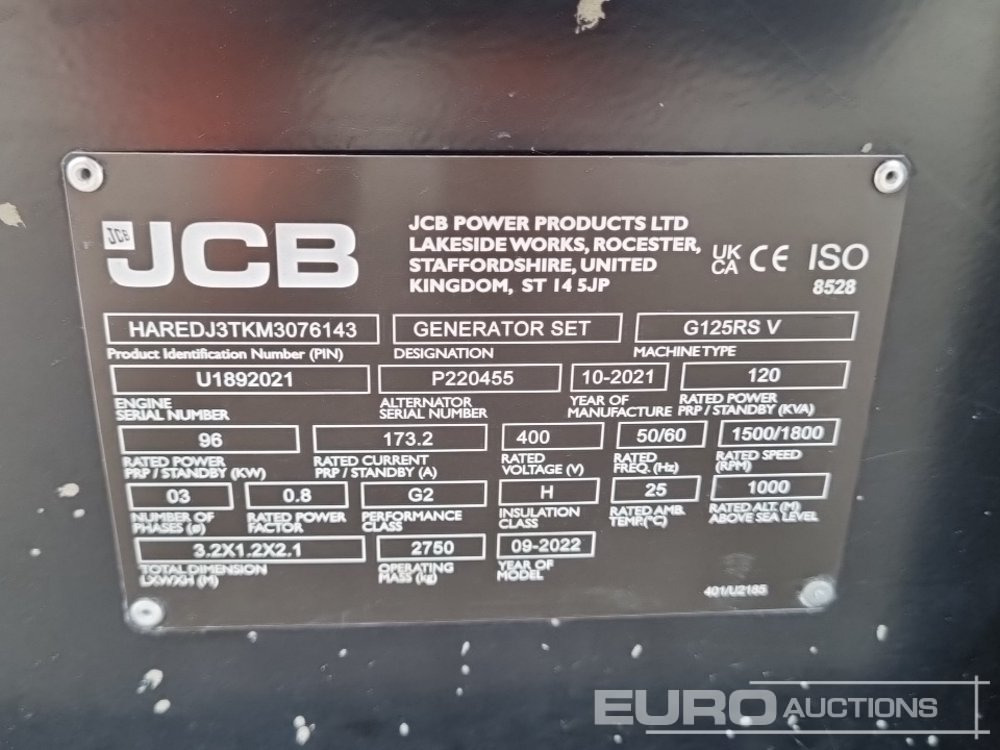 JCB
JCB
JCB POWER PRODUCTS LTD
LAKESIDE WORKS, ROCESTER,
STAFFORDSHIRE, UNITED
KINGDOM, ST 14 5JP
UK
CA
CE
ISO
8528
HAREDJ3TKM3076143 GENERATOR SET G125RS V
Product Identification Number (PIN) DESIGNATION MACHINE TYPE
U1892021 P220455 10-2021 120
ENGINE
SERIAL NUMBER
ALTERNATOR
SERIAL NUMBER
YEAR OF
MANUFACTURE
RATED POWER
PRP / STANDBY (KVA)
96 173.2 400 50/60 1500/1800
RATED POWER
PRP / STANDBY (KW)
RATED CURRENT
PRP / STANDBY (A)
RATED
VOLTAGE (V)
RATED
FREQ. (Hz)
RATED SPEED
(RPM)
03 0.8 G2 H 25 1000
NUMBER OF
PHASES (ø)
RATED POWER
FACTOR
PERFORMANCE
CLASS
INSULATION
CLASS
RATED AMB.
TEMP.(°C)
RATED ALT. (M)
ABOVE SEA LEVEL
3.2X1.2X2.1 2750 09-2022
TOTAL DIMENSION
LXWXH (M)
OPERATING
MASS (kg)
YEAR OF
MODEL
401/U2185
EURO AUCTIONS